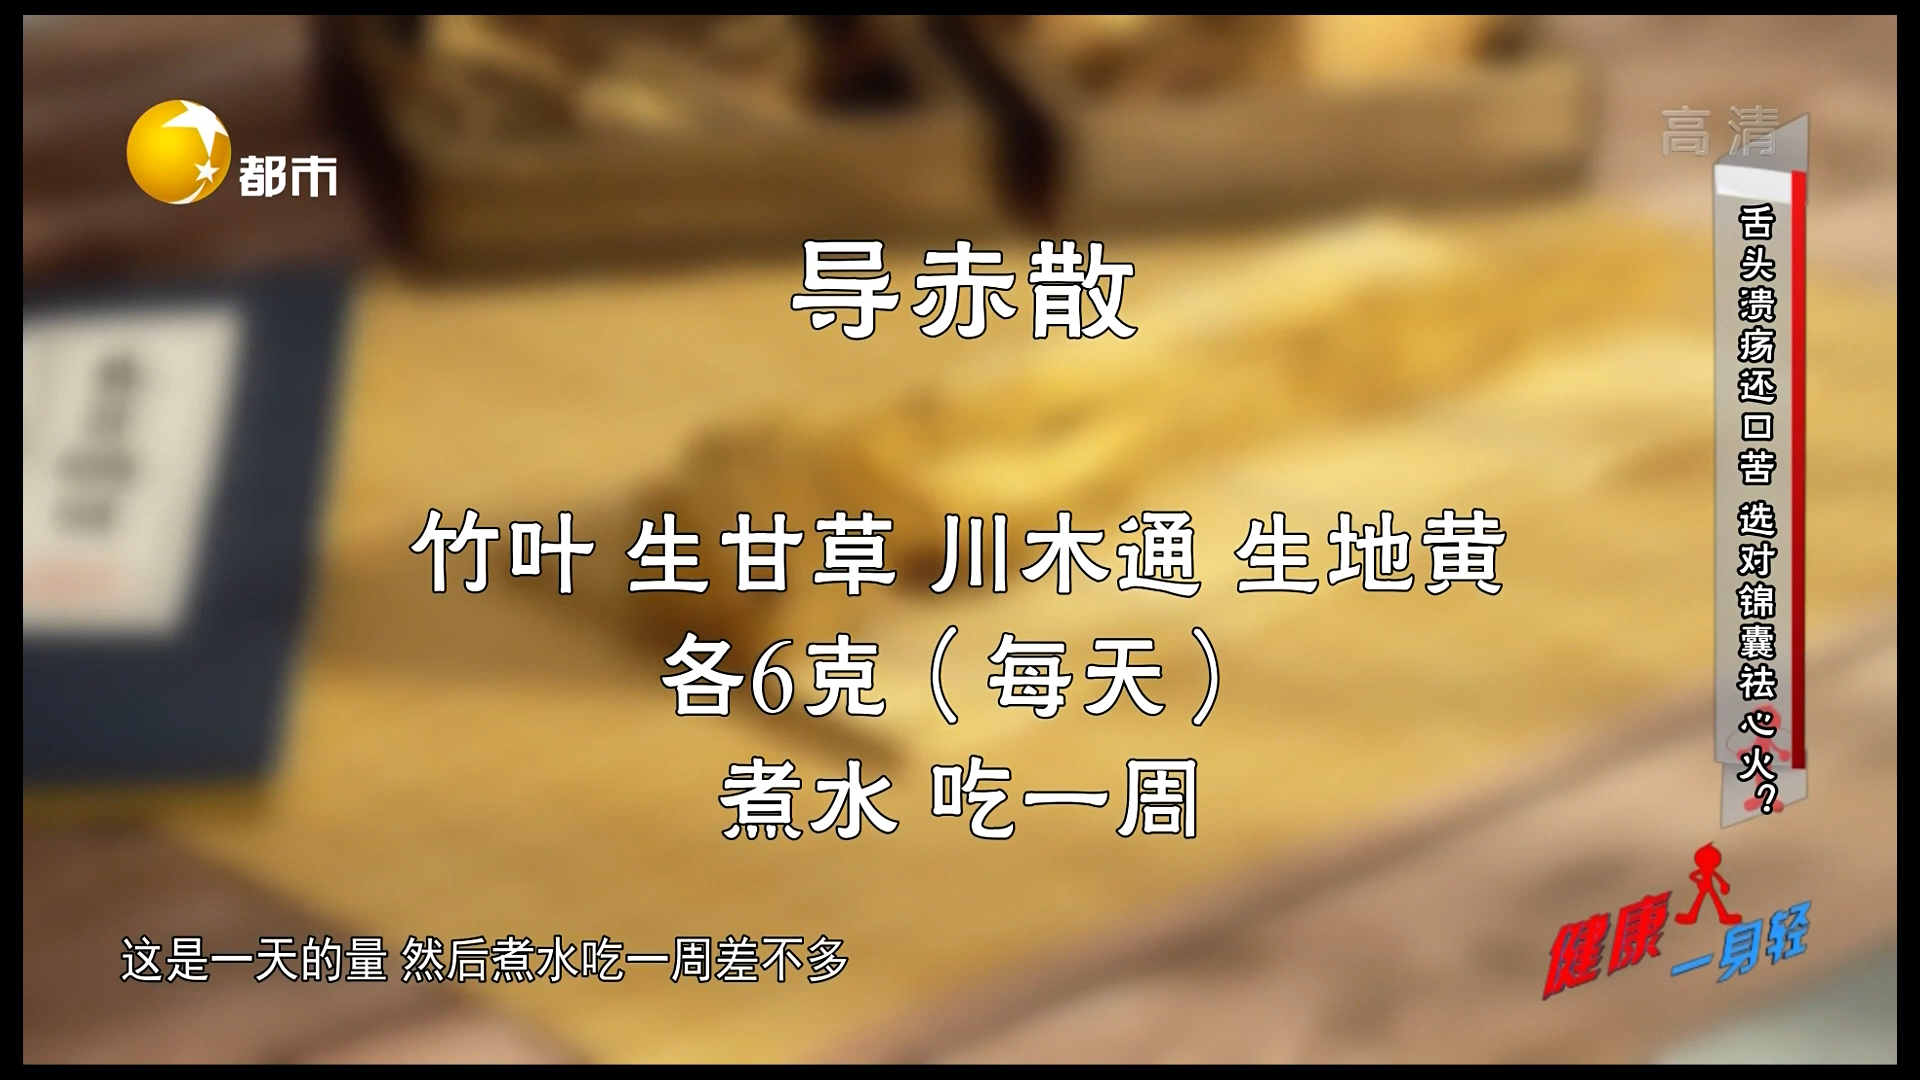 都市
高清
导赤散
竹叶 生甘草 川木通 生地黄
各6克（每天）
煮水 吃一周
舌头溃疡还口苦 选对锦囊祛心火？
这是一天的量 然后煮水吃一周差不多
健康一身轻